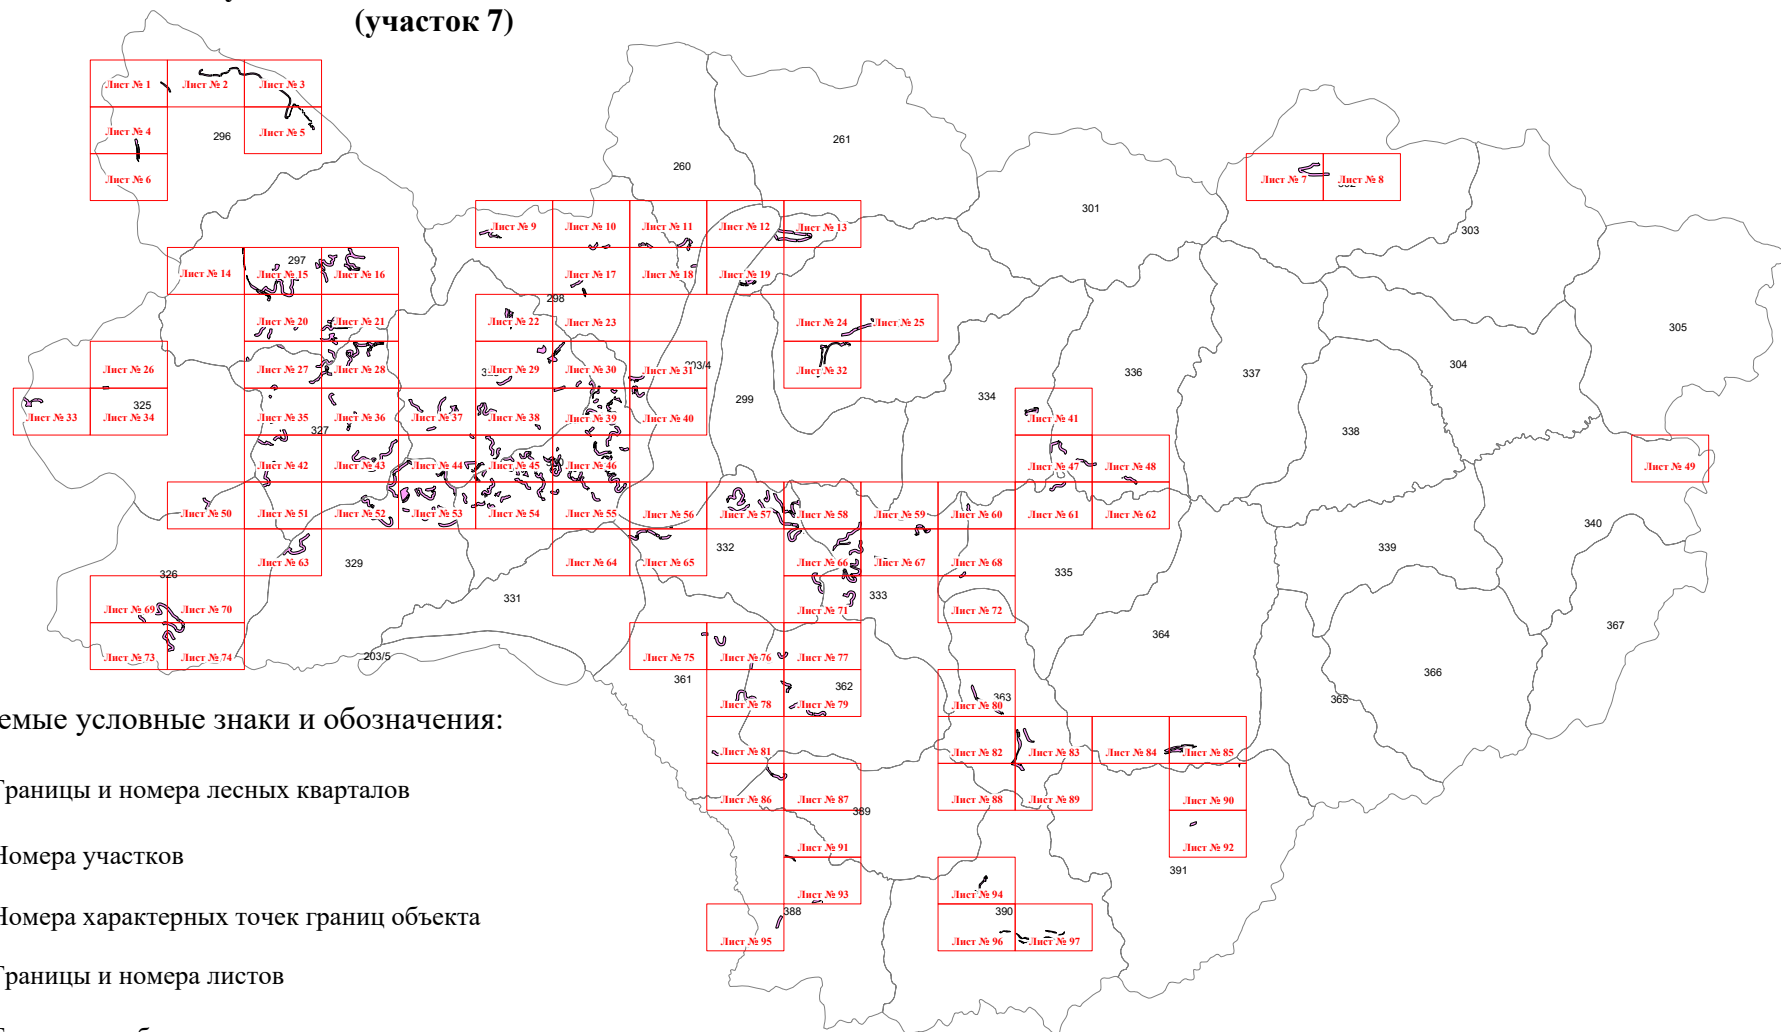 (участок 7)
Лист № 1
Лист № 2
Лист № 3
Лист № 4
296
Лист № 5
261
260
Лист № 6
Лист № 7
Лист № 8
301
303
Лист № 9
Лист № 10
Лист № 11
Лист № 12
Лист № 13
297
Лист № 14
Лист № 15
Лист № 16
Лист № 17
Лист № 18
Лист № 19
298
Лист № 20
Лист № 21
Лист № 22
Лист № 23
Лист № 24
Лист № 25
305
Лист № 26
Лист № 27
Лист № 28
Лист № 29
Лист № 30
Лист № 31
203/4
Лист № 32
336
337
304
299
334
325
Лист № 33
Лист № 34
Лист № 35
Лист № 36
Лист № 37
Лист № 38
Лист № 39
Лист № 40
Лист № 41
327
338
Лист № 42
Лист № 43
Лист № 44
Лист № 45
Лист № 46
Лист № 47
Лист № 48
Лист № 49
Лист № 50
Лист № 51
Лист № 52
Лист № 53
Лист № 54
Лист № 55
Лист № 56
Лист № 57
Лист № 58
Лист № 59
Лист № 60
Лист № 61
Лист № 62
340
332
339
Лист № 63
329
Лист № 64
Лист № 65
Лист № 66
Лист № 67
Лист № 68
335
326
331
333
Лист № 69
Лист № 70
Лист № 71
Лист № 72
364
367
Лист № 73
Лист № 74
203/5
Лист № 75
Лист № 76
Лист № 77
361
362
363
366
365
Лист № 78
Лист № 79
Лист № 80
емые условные знаки и обозначения:
Лист № 81
Лист № 82
Лист № 83
Лист № 84
Лист № 85
Границы и номера лесных кварталов
Лист № 86
Лист № 87
Лист № 88
Лист № 89
Лист № 90
389
Лист № 91
Лист № 92
Номера участков
391
Лист № 93
Лист № 94
Номера характерных точек границ объекта
388
390
Лист № 95
Лист № 96
Лист № 97
Границы и номера листов